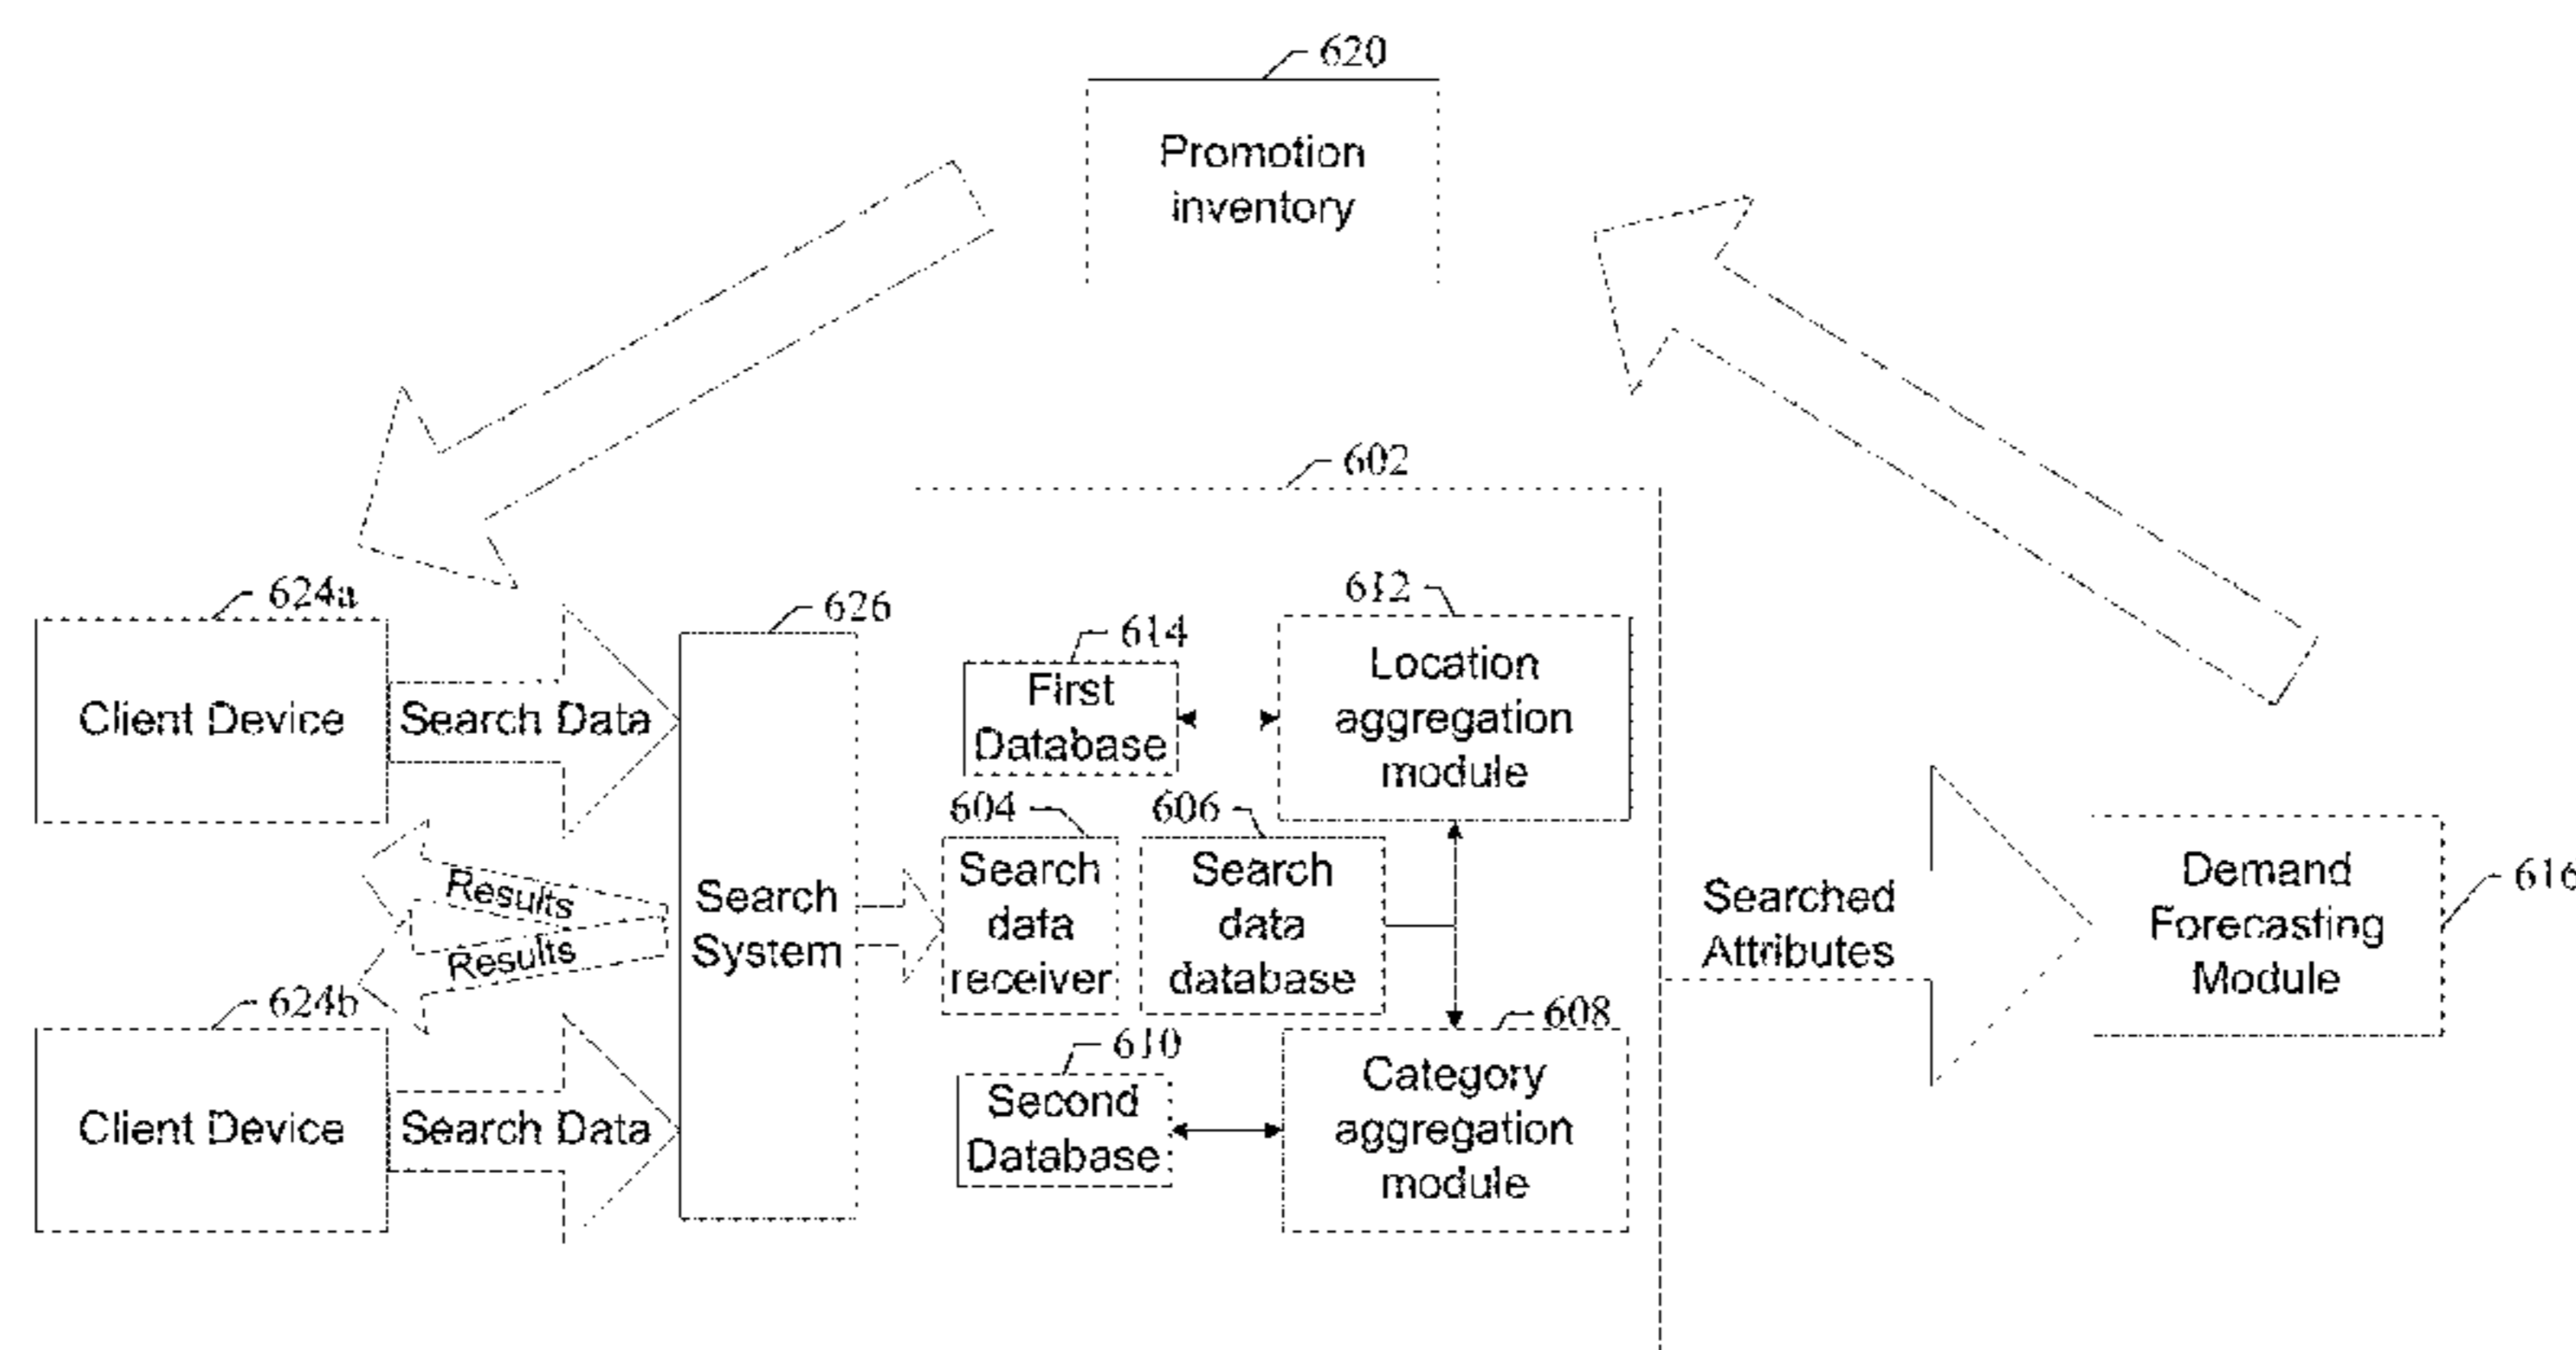 620
Promotion
inventory
602
624a
626
612
614
Client Device
Search Data
First
Database
Location
aggregation
module
604
606
Results
Results
Search
System
Search
data
receiver
Search
data
database
Searched
Attributes
Demand
Forecasting
Module
616
624b
610
608
Client Device
Search Data
Second
Database
Category
aggregation
module